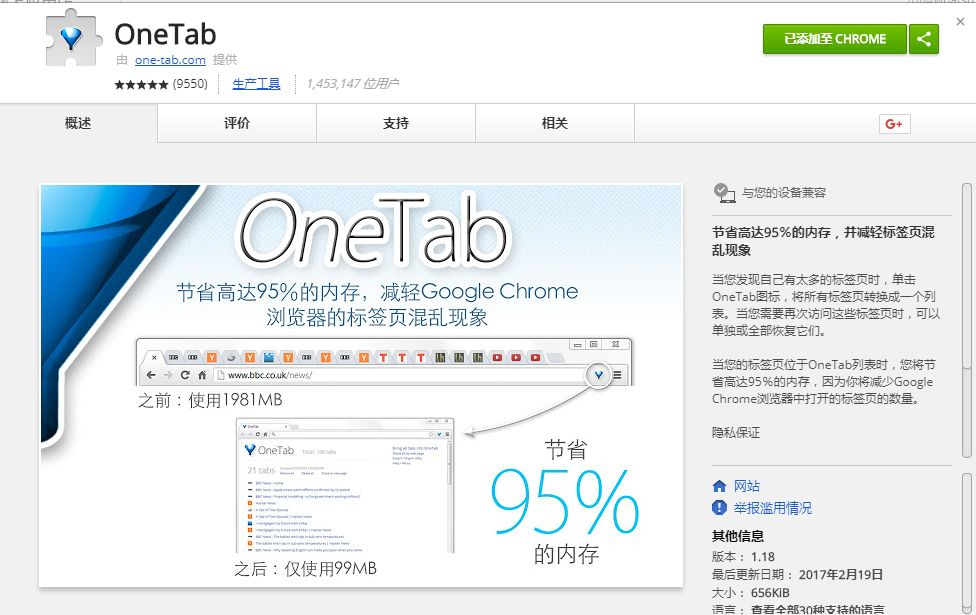 OneTab
由 one-tab.com 提供
★★★★★ (9550) 生产工具 1,453,147 位用户
已添加至 CHROME
概述 评价 支持 相关
G+
OneTab
节省高达95%的内存，减轻Google Chrome
浏览器的标签页混乱现象
www.bbc.co.uk/news/
之前：使用1981MB
OneTab
Total: 166 tabs
21 tabs
BBC News - Home
Hacker News
A Tale of Two Queues
之后：仅使用99MB
节省
95%
的内存
与您的设备兼容
节省高达95%的内存，并减轻标签页混
乱现象
当您发现自己有太多的标签页时，单击
OneTab图标，将所有标签页转换成一个列
表。当您需要再次访问这些标签页时，可以
单独或全部恢复它们。
当您的标签页位于OneTab列表时，您将节
省高达95%的内存，因为你将减少Google
Chrome浏览器中打开的标签页的数量。
隐私保证
网站
举报滥用情况
其他信息
版本： 1.18
最后更新日期： 2017年2月19日
大小： 656KiB
语言： 查看全部30种支持的语言